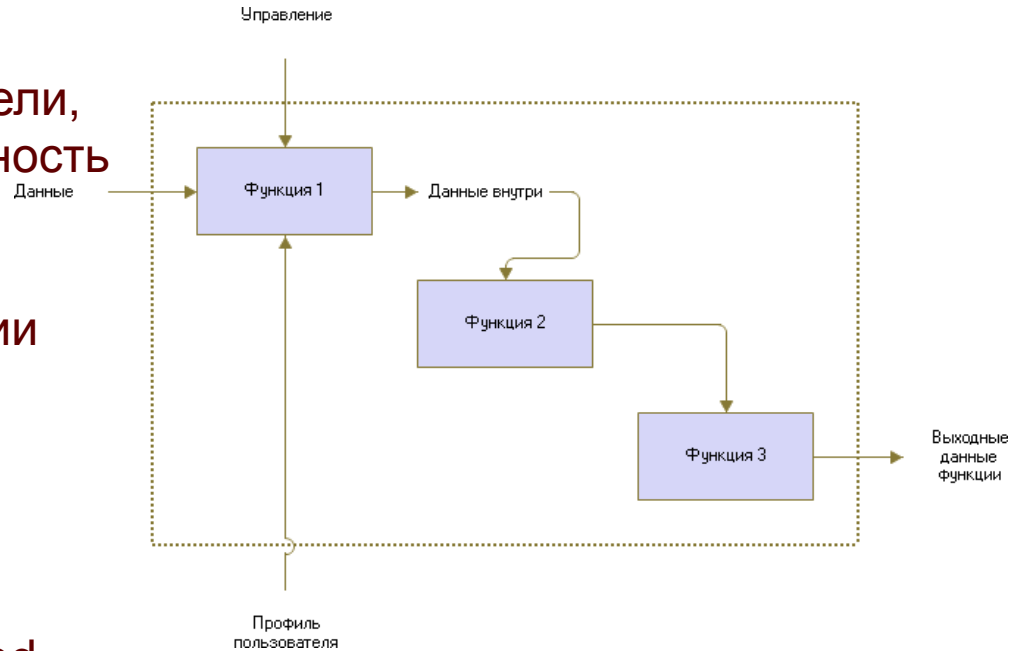 Управление
ели,
ность
Данные
Функция 1
Данные внутри
Функция 2
ии
Функция 3
Выходные
данные
функции
Профиль
пользователя